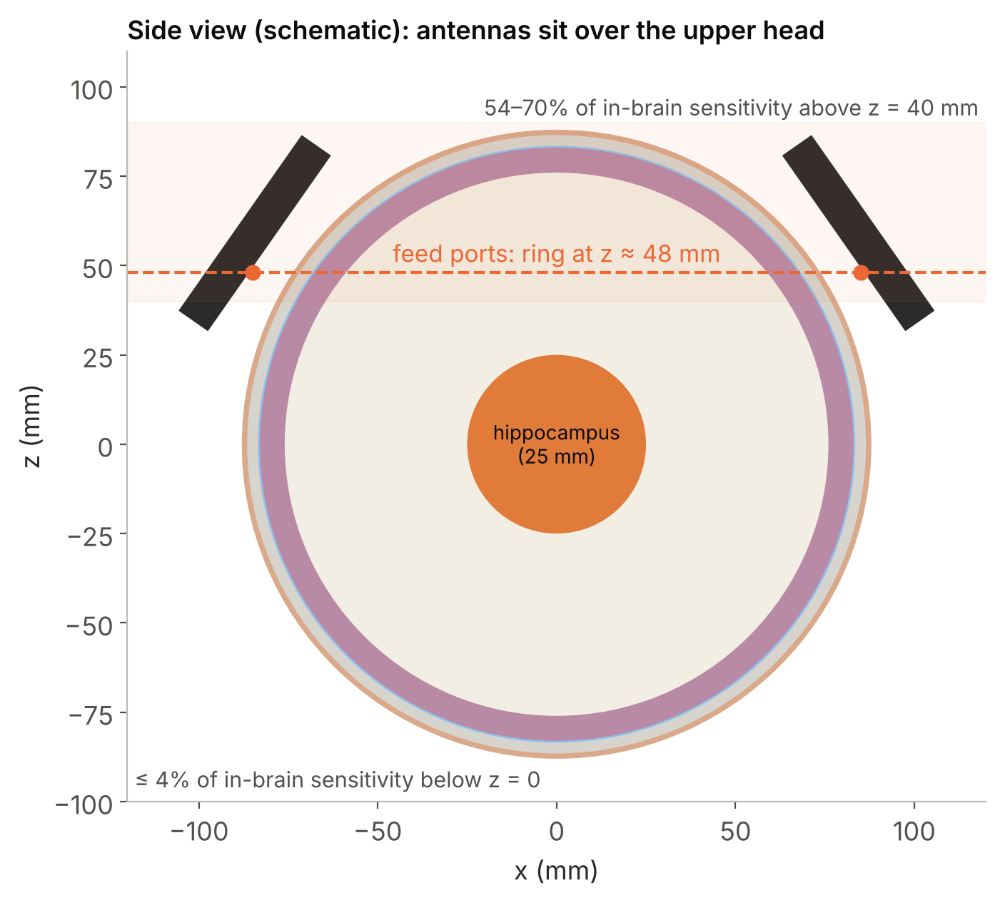 Side view (schematic): antennas sit over the upper head
54–70% of in-brain sensitivity above z = 40 mm
feed ports: ring at z ≈ 48 mm
hippocampus
(25 mm)
≤ 4% of in-brain sensitivity below z = 0
z (mm)
100
75
50
25
0
−25
−50
−75
−100
−100
−50
0
50
100
x (mm)